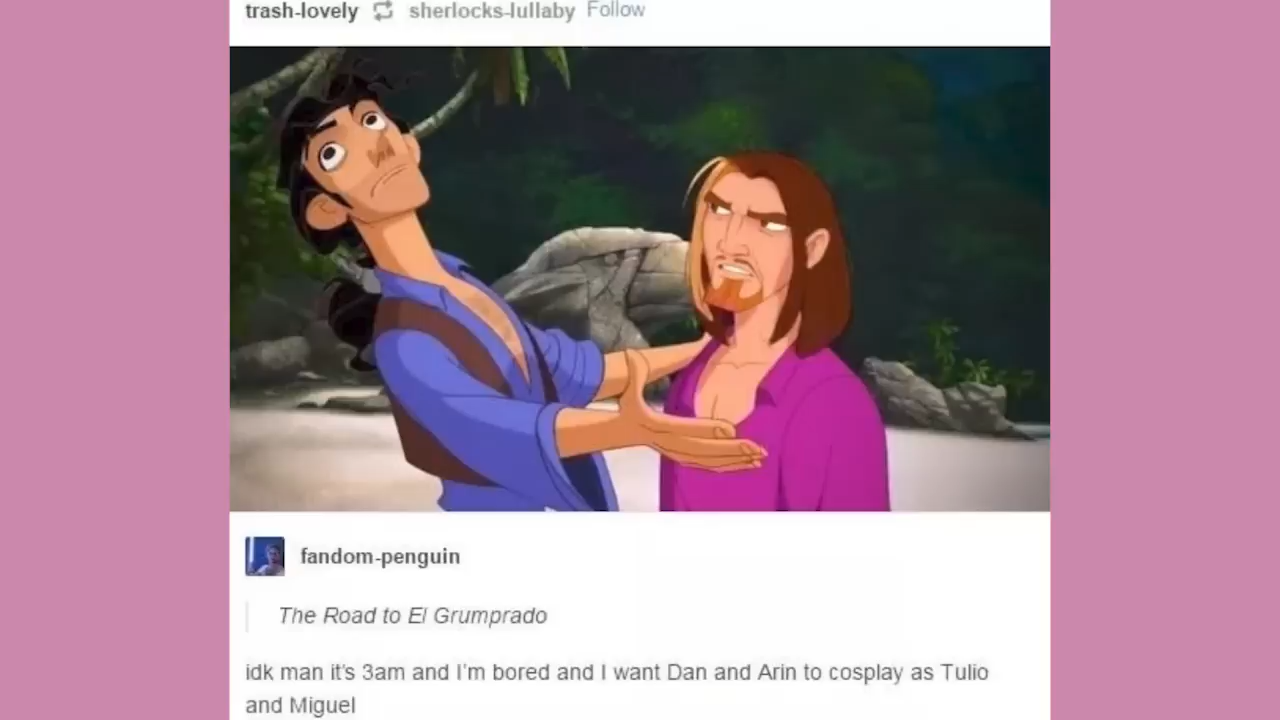 trash-lovely sherlocks-lullaby Follow
fandom-penguin
The Road to El Grumprado
idk man it's 3am and I'm bored and I want Dan and Arin to cosplay as Tulio
and Miguel